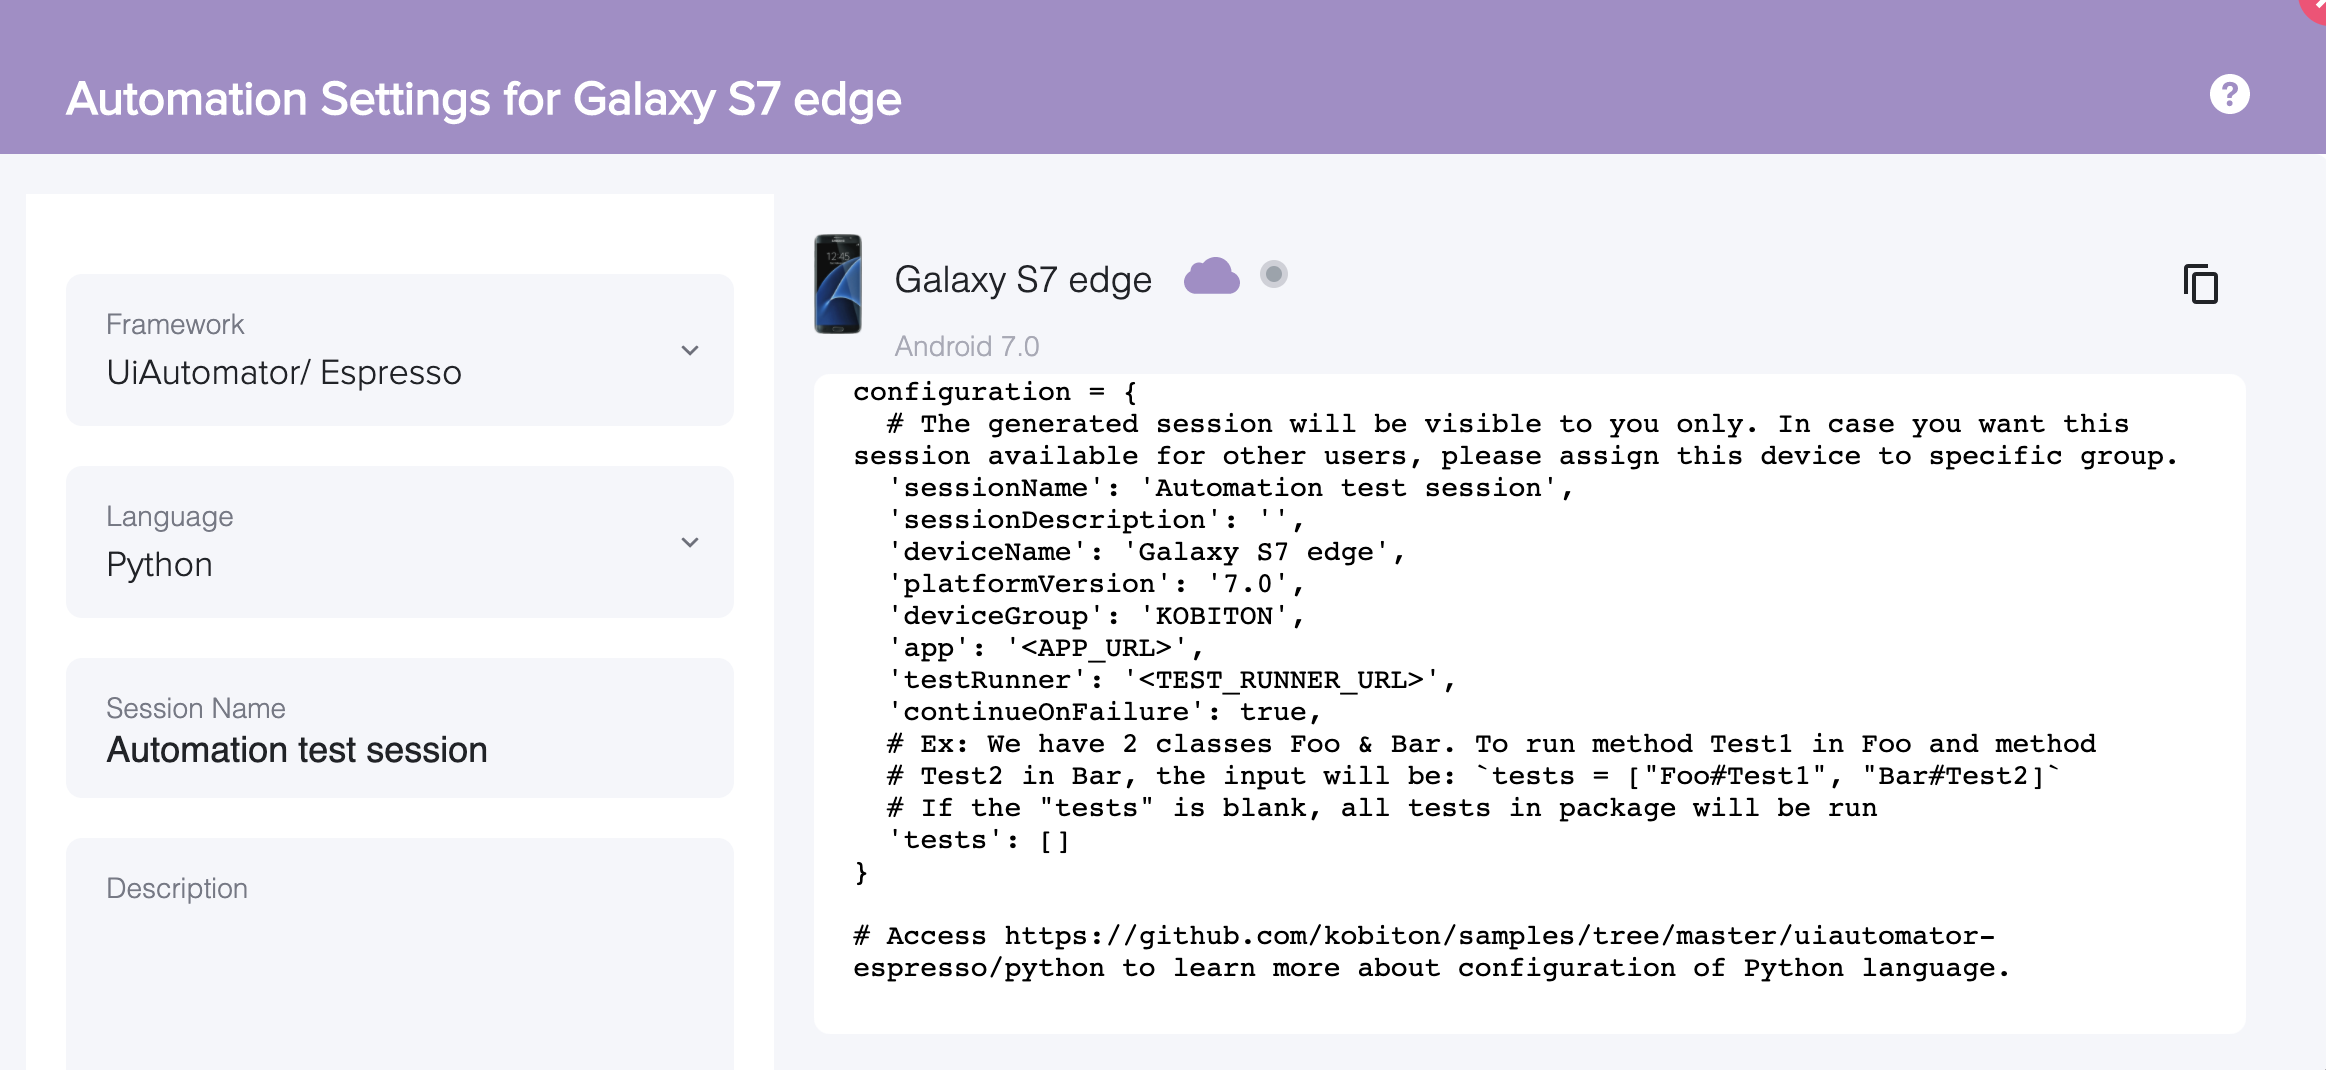 Automation Settings for Galaxy S7 edge
?
Framework
UiAutomator/ Espresso
Language
Python
Session Name
Automation test session
Description
12:45
Galaxy S7 edge
Android 7.0
configuration = {
  # The generated session will be visible to you only. In case you want this
session available for other users, please assign this device to specific group.
  'sessionName': 'Automation test session',
  'sessionDescription': '',
  'deviceName': 'Galaxy S7 edge',
  'platformVersion': '7.0',
  'deviceGroup': 'KOBITON',
  'app': '<APP_URL>',
  'testRunner': '<TEST_RUNNER_URL>',
  'continueOnFailure': true,
  # Ex: We have 2 classes Foo & Bar. To run method Test1 in Foo and method
  # Test2 in Bar, the input will be: `tests = ["Foo#Test1", "Bar#Test2]`
  # If the "tests" is blank, all tests in package will be run
  'tests': []
}
# Access https://github.com/kobiton/samples/tree/master/uiautomator-
espresso/python to learn more about configuration of Python language.